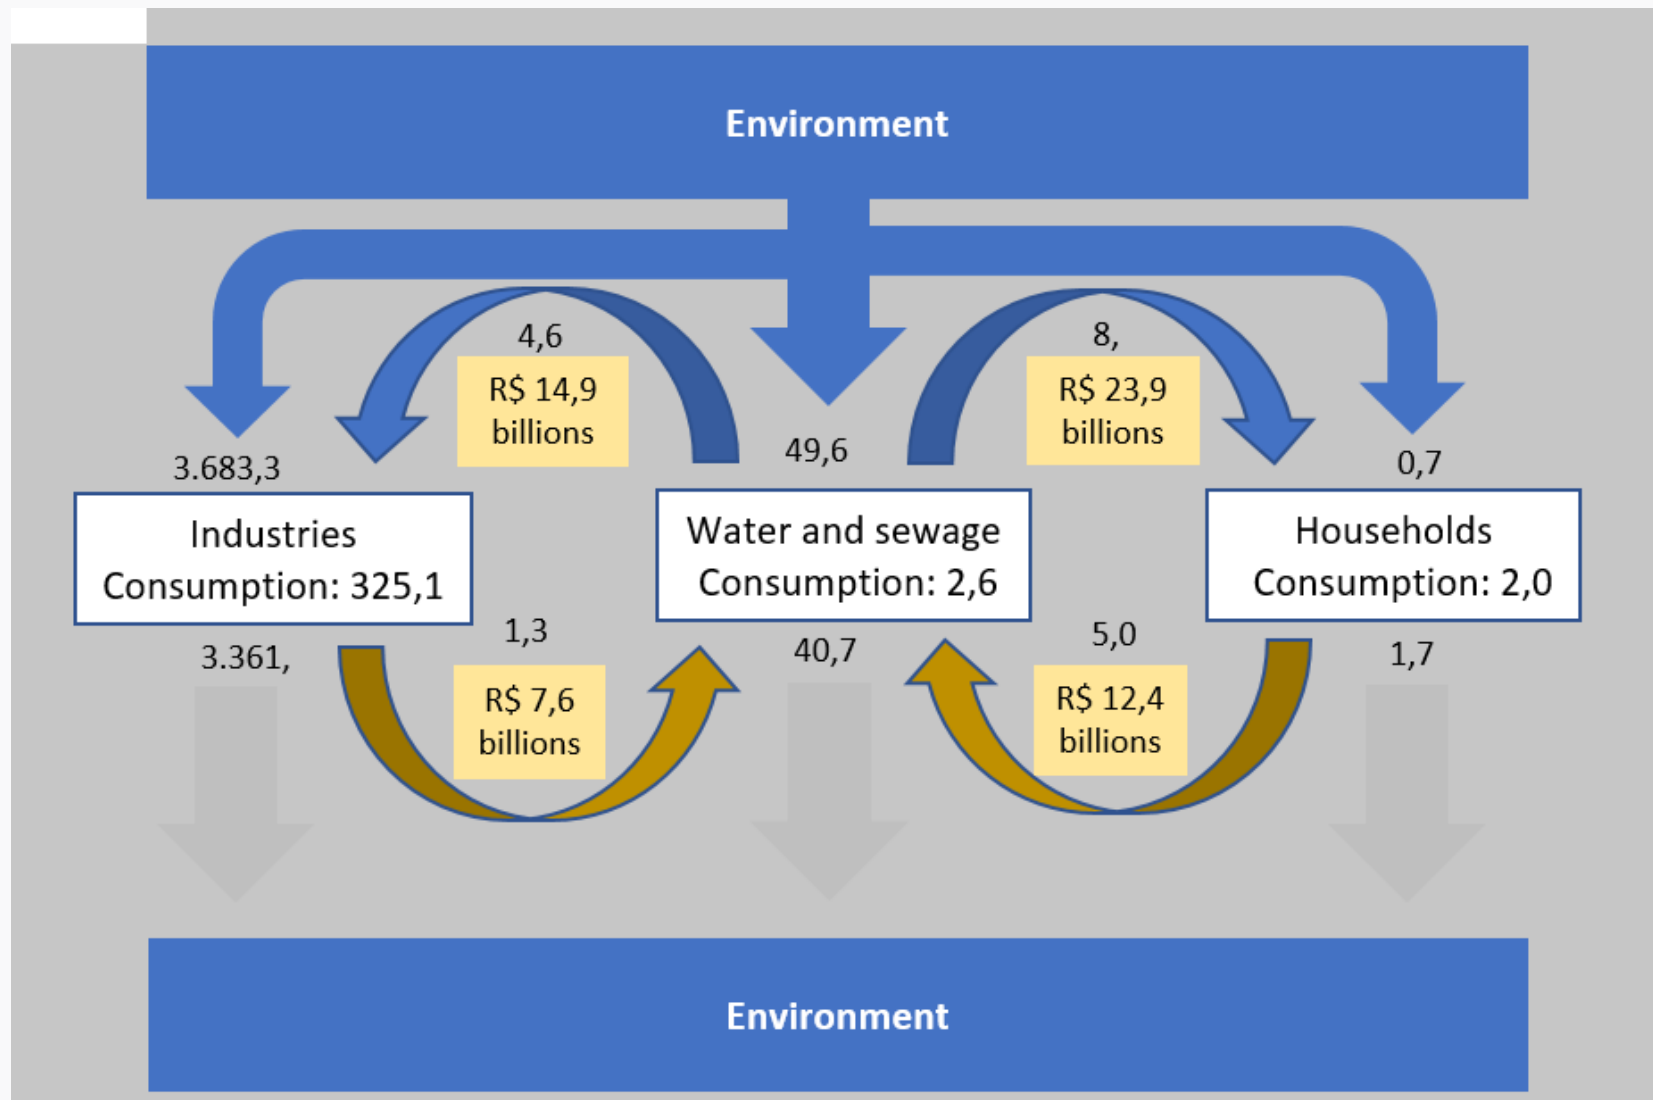 Environment
4,6
8,
R$ 14,9
billions
R$ 23,9
billions
3.683,3
49,6
0,7
Industries
Consumption: 325,1
Water and sewage
Consumption: 2,6
Households
Consumption: 2,0
3.361,
1,3
40,7
5,0
1,7
R$ 7,6
billions
R$ 12,4
billions
Environment